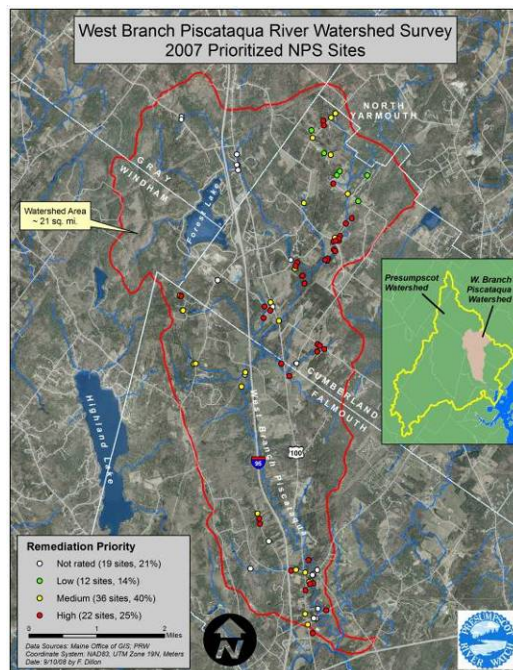 West Branch Piscataqua River Watershed Survey
2007 Prioritized NPS Sites
NORTH
YARMOUTH
GRAY
WINDHAM
Watershed Area
~ 21 sq. mi.
Forest Lake
Presumpscot
Watershed
W. Branch
Piscataqua
Watershed
CUMBERLAND
FALMOUTH
Highland Lake
West Branch Piscataqua
100
95
Remediation Priority
Not rated (19 sites, 21%)
Low (12 sites, 14%)
Medium (36 sites, 40%)
High (22 sites, 25%)
0 1 2
Miles
Data Sources: Maine Office of GIS; PRW
Coordinate System: NAD83, UTM Zone 19N, Meters
Date: 9/10/08 by F. Dillon
N
PRESUMPSCOT
RIVER WATCH